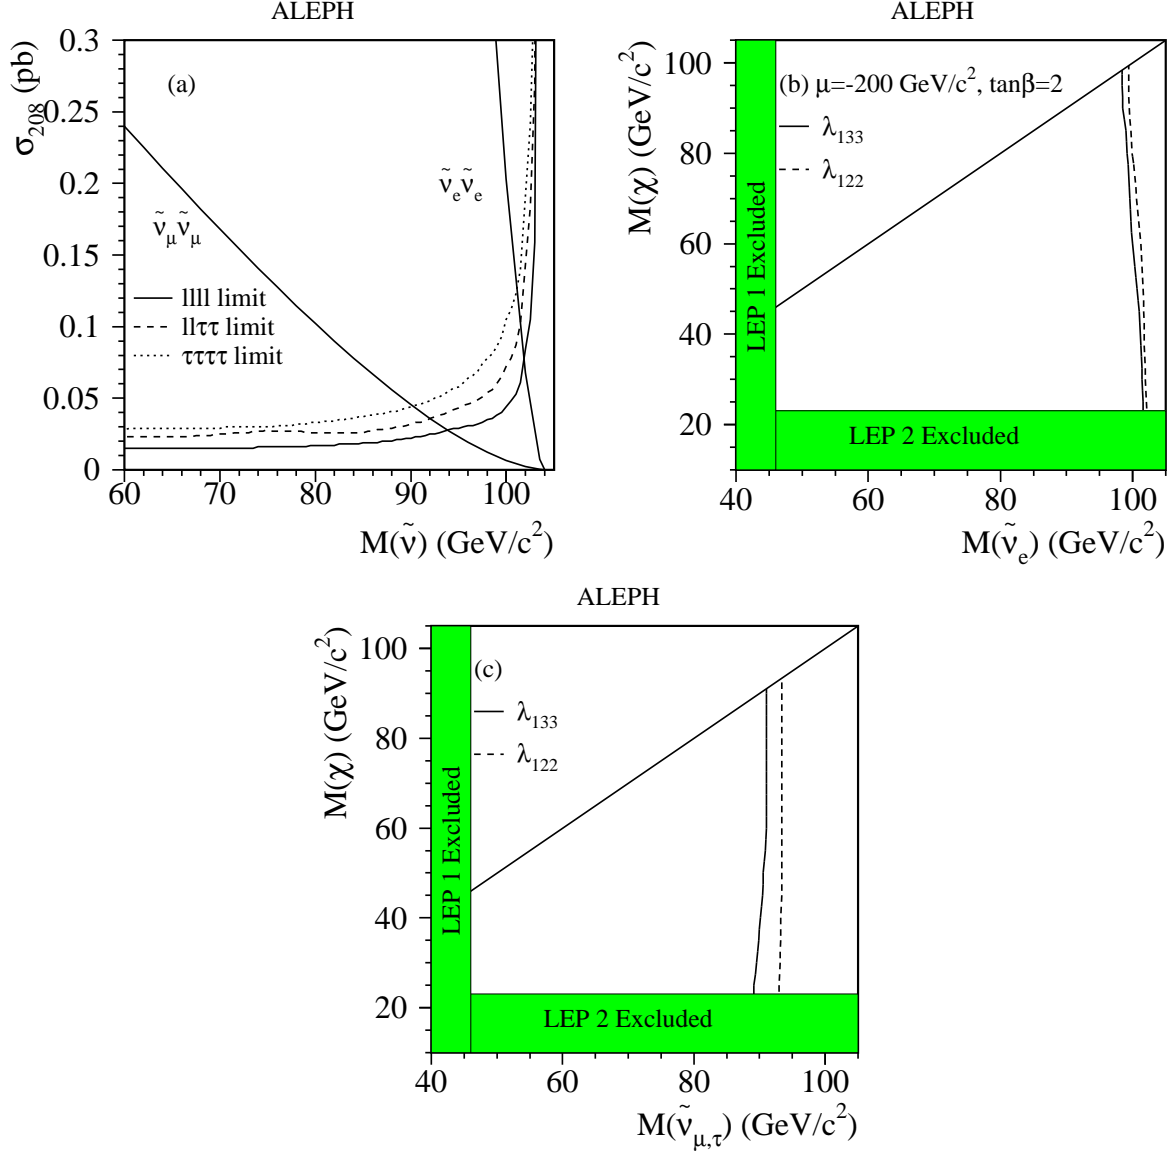 ALEPH
σ₂₀₈ (pb)
0.3
0.25
0.2
0.15
0.1
0.05
0
(a)
ν̃ₑν̃ₑ
ν̃_μν̃_μ
llll limit
llττ limit
ττττ limit
60 70 80 90 100
M(ν̃) (GeV/c²)
ALEPH
M(χ) (GeV/c²)
100
80
60
40
20
(b) μ=-200 GeV/c², tanβ=2
λ₁₃₃
λ₁₂₂
LEP 1 Excluded
LEP 2 Excluded
40 60 80 100
M(ν̃ₑ) (GeV/c²)
ALEPH
M(χ) (GeV/c²)
100
80
60
40
20
(c)
λ₁₃₃
λ₁₂₂
LEP 1 Excluded
LEP 2 Excluded
40 60 80 100
M(ν̃_μ,τ) (GeV/c²)